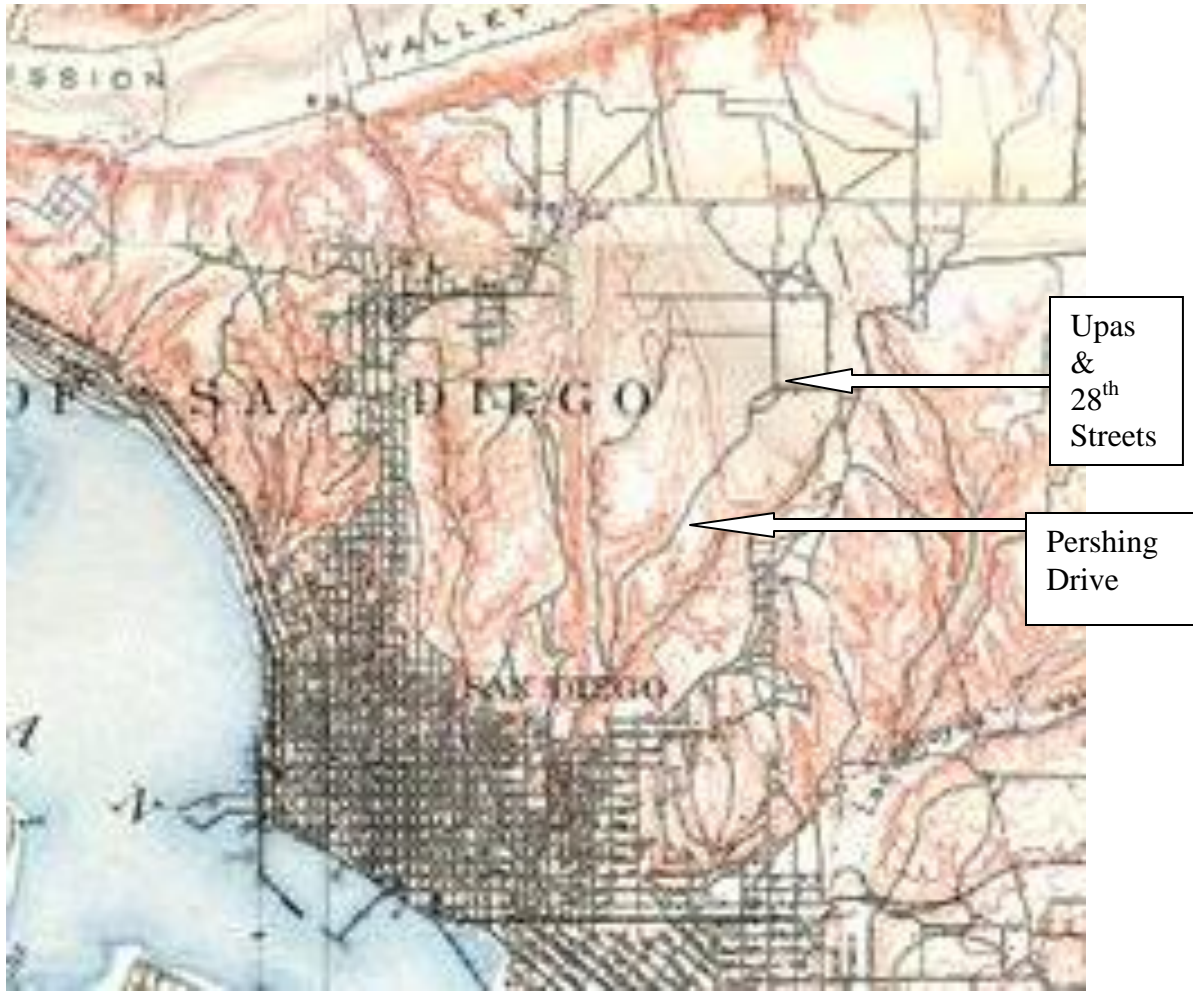 VALLEY
SSION
OF SAN DIEGO
Upas
&
28th
Streets
Pershing
Drive
SAN DIEGO
A